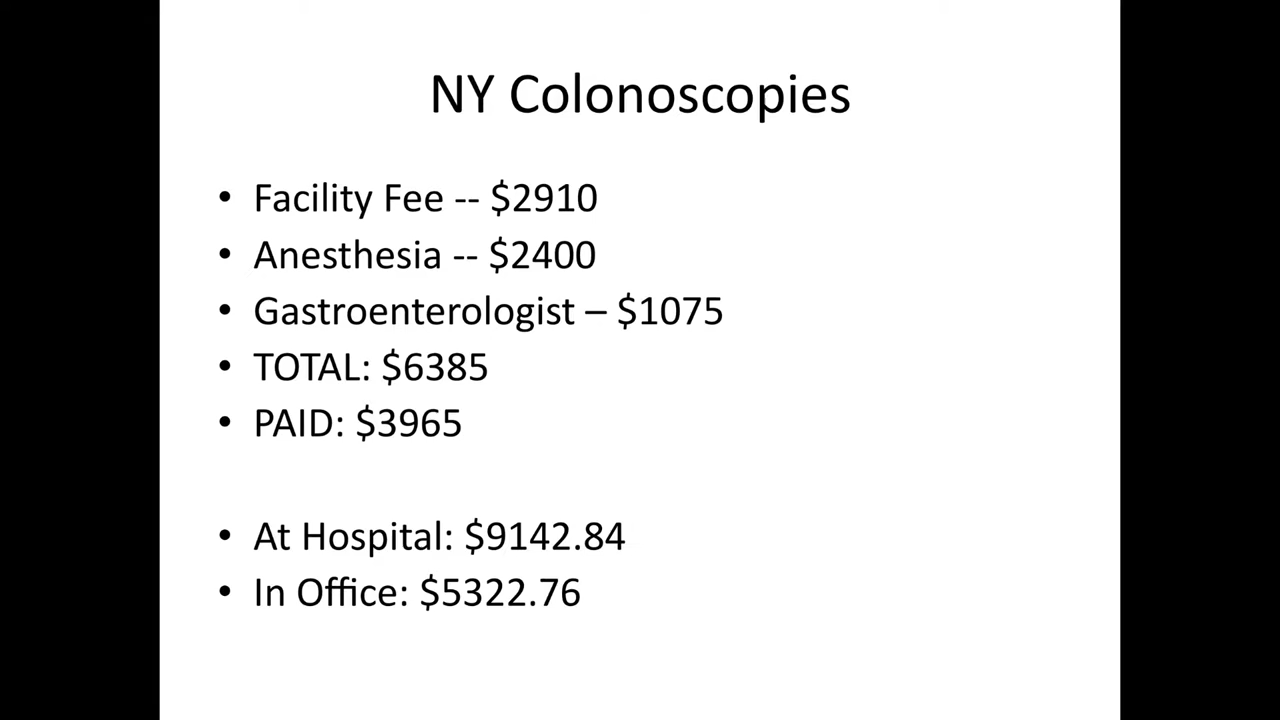 NY Colonoscopies
• Facility Fee -- $2910
• Anesthesia -- $2400
• Gastroenterologist – $1075
• TOTAL: $6385
• PAID: $3965
• At Hospital: $9142.84
• In Office: $5322.76